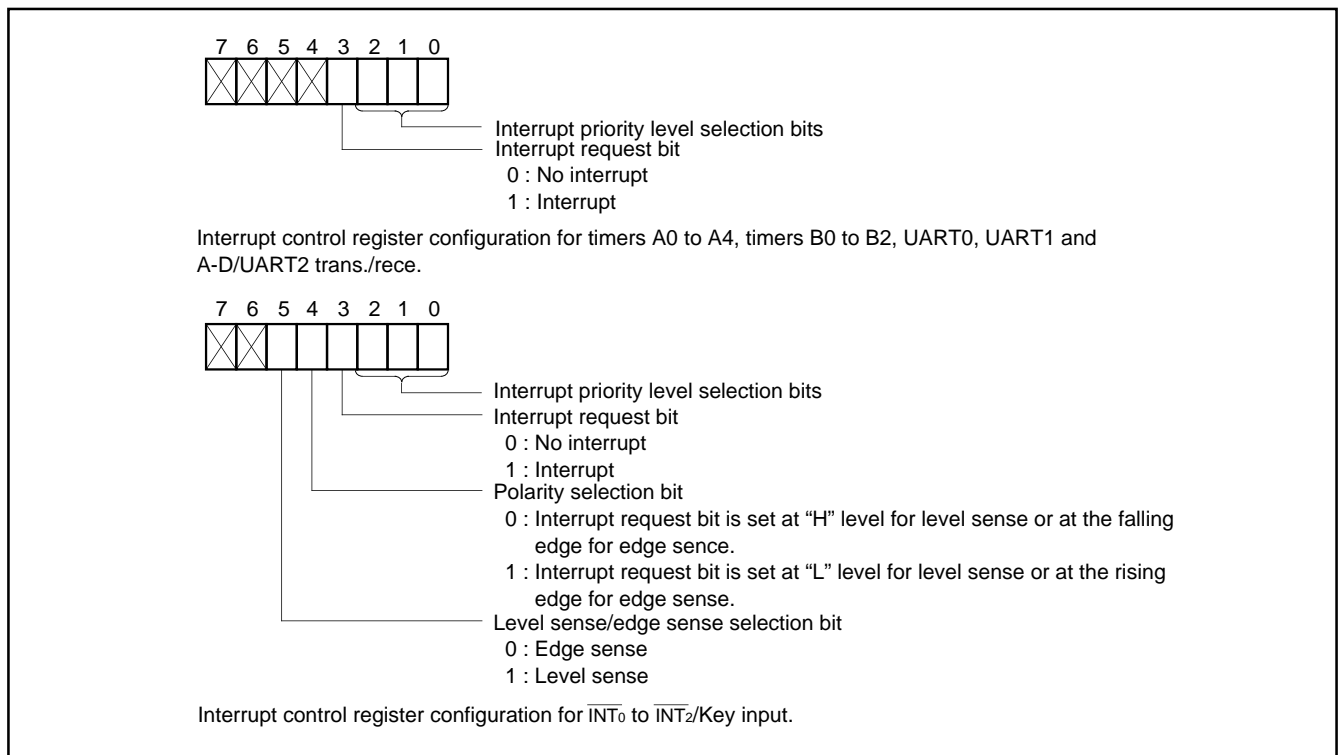 7 6 5 4 3 2 1 0
Interrupt priority level selection bits
Interrupt request bit
0 : No interrupt
1 : Interrupt
Interrupt control register configuration for timers A0 to A4, timers B0 to B2, UART0, UART1 and
A-D/UART2 trans./rece.
7 6 5 4 3 2 1 0
Interrupt priority level selection bits
Interrupt request bit
0 : No interrupt
1 : Interrupt
Polarity selection bit
0 : Interrupt request bit is set at “H” level for level sense or at the falling
edge for edge sence.
1 : Interrupt request bit is set at “L” level for level sense or at the rising
edge for edge sense.
Level sense/edge sense selection bit
0 : Edge sense
1 : Level sense
Interrupt control register configuration for INT0 to INT2/Key input.